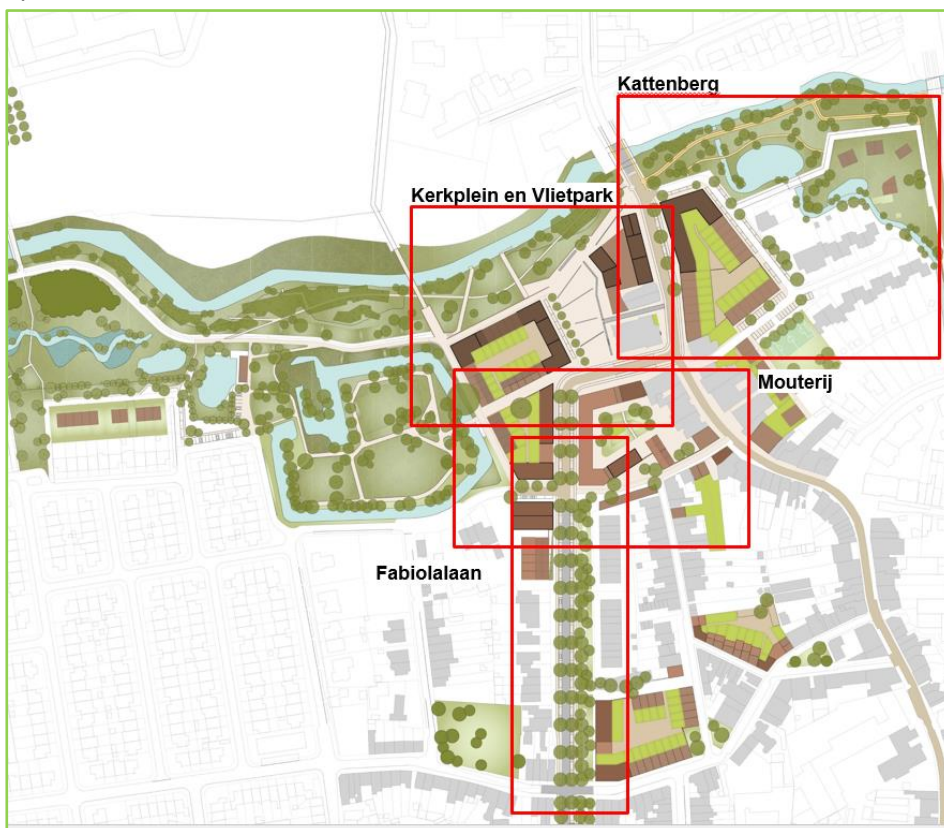 Kattenberg
Kerkplein en Vlietpark
Mouterij
Fabiolalaan